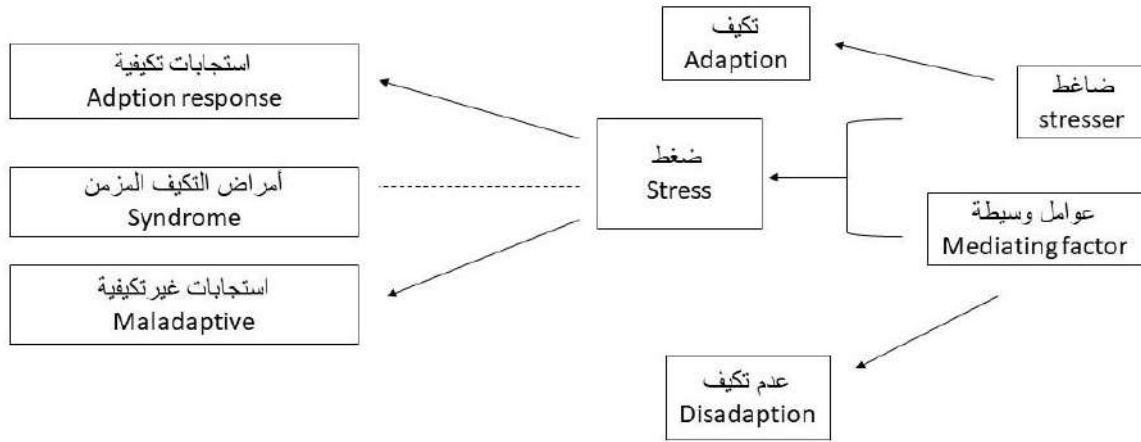 تكيف
Adaption
ضاغط
stresser
استجابات تكيفية
Adption response
ضغط
Stress
أمراض التكيف المزمن
Syndrome
عوامل وسيطة
Mediating factor
استجابات غير تكيفية
Maladaptive
عدم تكيف
Disadaption